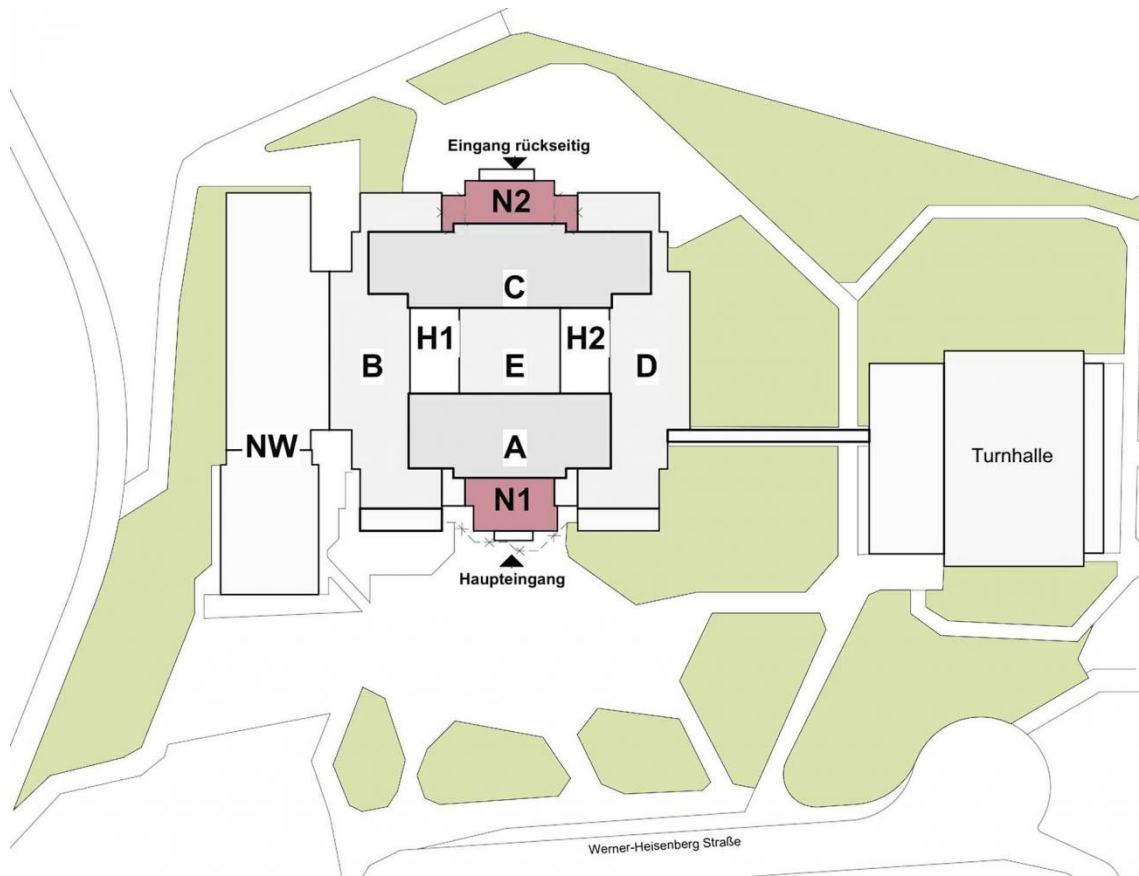 Eingang rückseitig
N2
C
H1
H2
B
E
D
NW
A
Turnhalle
N1
Haupteingang
Werner-Heisenberg Straße